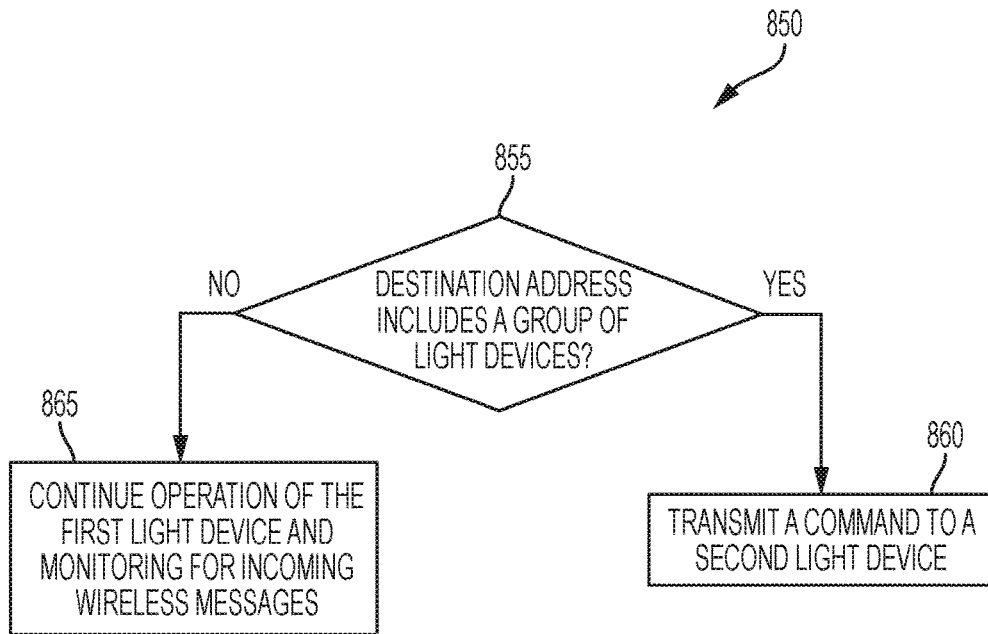 850
855
NO
DESTINATION ADDRESS
INCLUDES A GROUP OF
LIGHT DEVICES?
YES
865
CONTINUE OPERATION OF THE
FIRST LIGHT DEVICE AND
MONITORING FOR INCOMING
WIRELESS MESSAGES
860
TRANSMIT A COMMAND TO A
SECOND LIGHT DEVICE